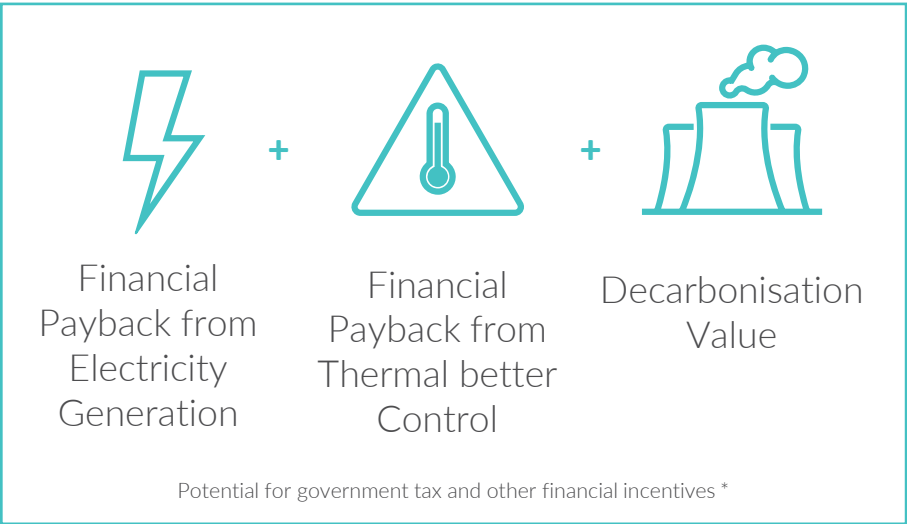 +
+
Financial
Payback from
Electricity
Generation
Financial
Payback from
Thermal better
Control
Decarbonisation
Value
Potential for government tax and other financial incentives *